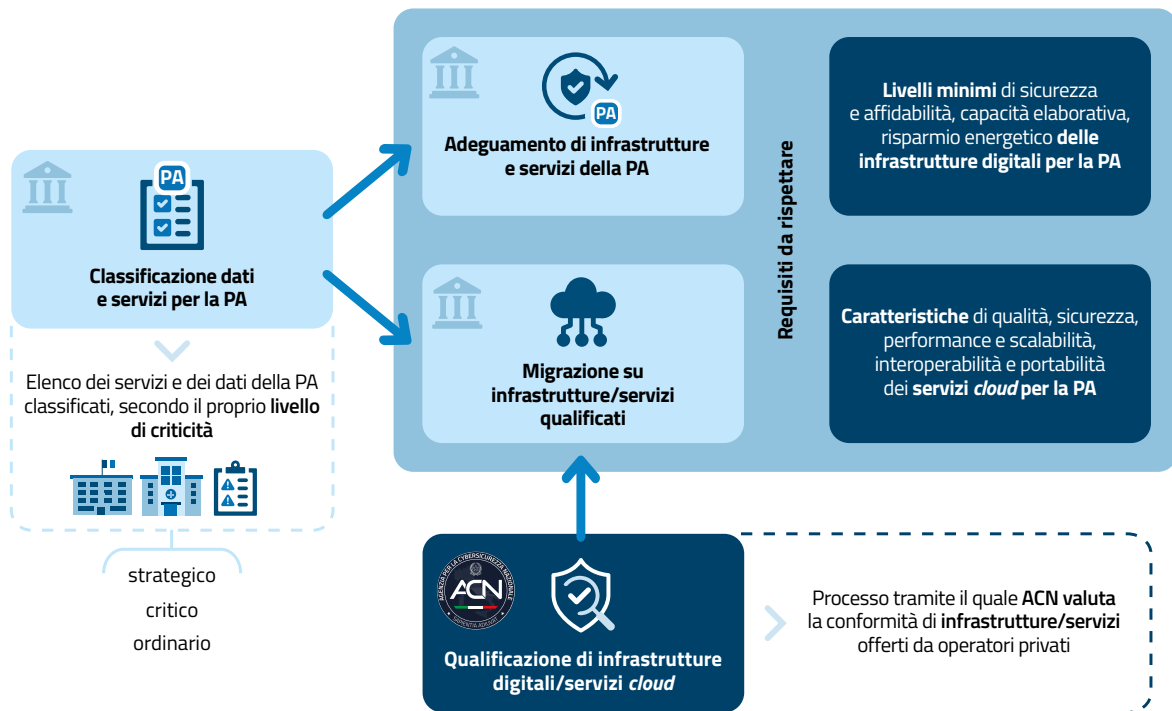 PA
Classificazione dati
e servizi per la PA
Elenco dei servizi e dei dati della PA
classificati, secondo il proprio livello
di criticità
strategico
critico
ordinario
PA
Adeguamento di infrastrutture
e servizi della PA
Migrazione su
infrastrutture/servizi
qualificati
Requisiti da rispettare
Livelli minimi di sicurezza
e affidabilità, capacità elaborativa,
risparmio energetico delle
infrastrutture digitali per la PA
Caratteristiche di qualità, sicurezza,
performance e scalabilità,
interoperabilità e portabilità
dei servizi cloud per la PA
AGENZIA PER LA CYBERSICUREZZA NAZIONALE
ACN
Qualificazione di infrastrutture
digitali/servizi cloud
Processo tramite il quale ACN valuta
la conformità di infrastrutture/servizi
offerti da operatori privati